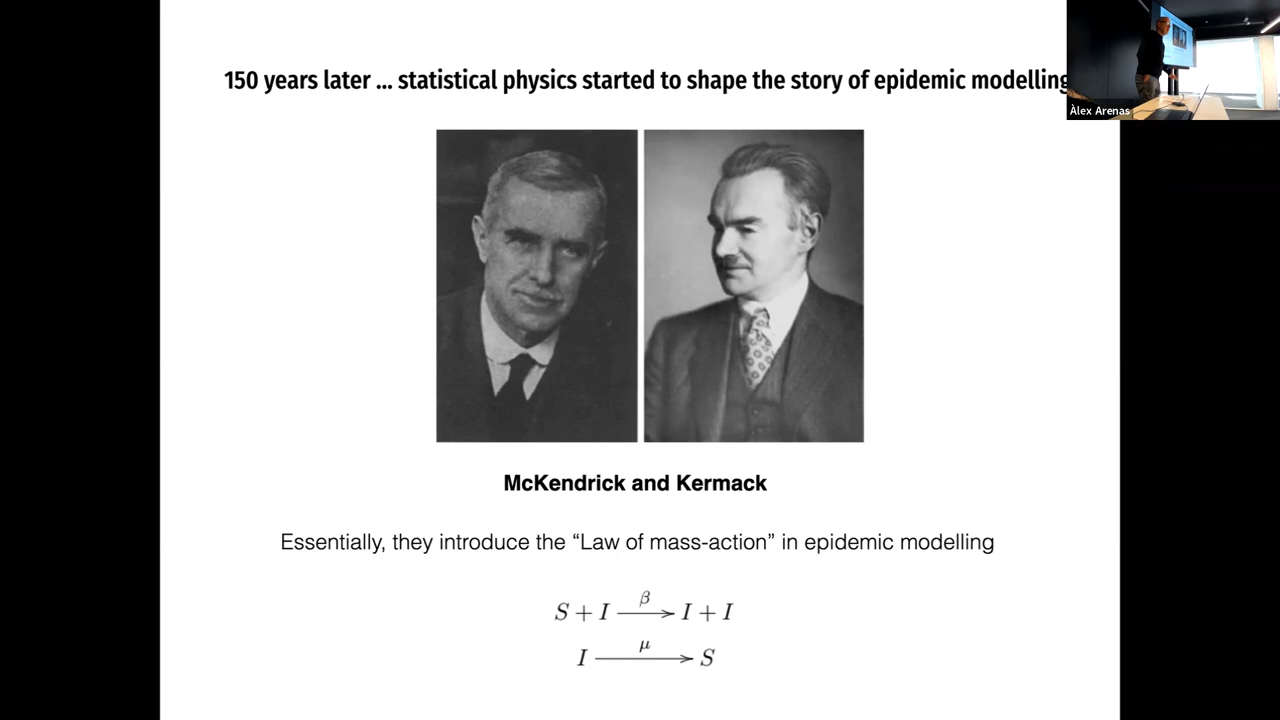 150 years later ... statistical physics started to shape the story of epidemic modelling
Àlex Arenas
McKendrick and Kermack
Essentially, they introduce the “Law of mass-action” in epidemic modelling
β
S + I ⟶ I + I
μ
I ⟶ S